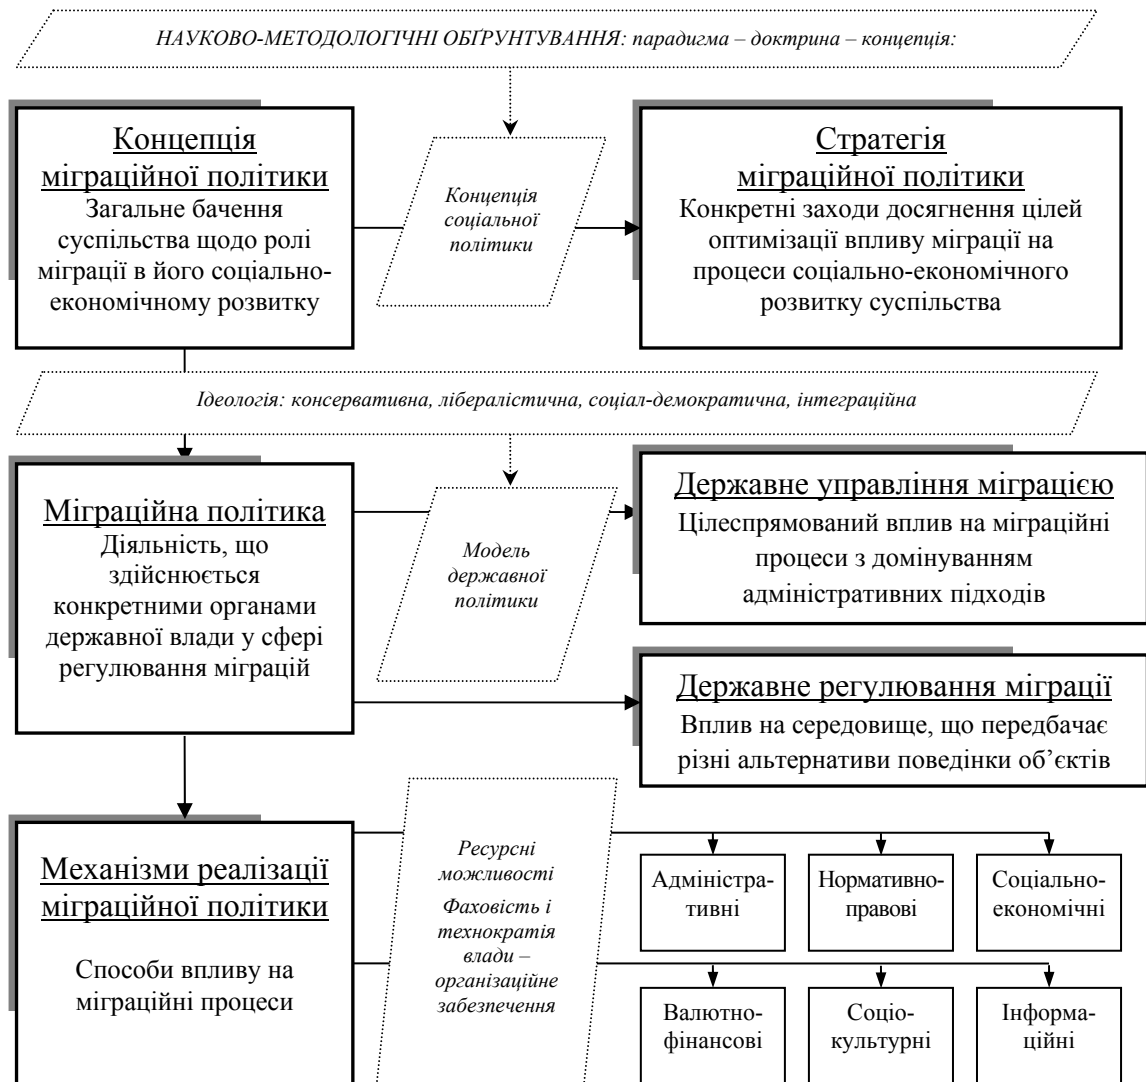 НАУКОВО-МЕТОДОЛОГІЧНІ ОБҐРУНТУВАННЯ: парадигма – доктрина – концепція:
Концепція
міграційної політики
Загальне бачення
суспільства щодо ролі
міграції в його соціально-
економічному розвитку
Концепція
соціальної
політики
Стратегія
міграційної політики
Конкретні заходи досягнення цілей
оптимізації впливу міграції на
процеси соціально-економічного
розвитку суспільства
Ідеологія: консервативна, лібералістична, соціал-демократична, інтеграційна
Міграційна політика
Діяльність, що
здійснюється
конкретними органами
державної влади у сфері
регулювання міграцій
Модель
державної
політики
Державне управління міграцією
Цілеспрямований вплив на міграційні
процеси з домінуванням
адміністративних підходів
Державне регулювання міграції
Вплив на середовище, що передбачає
різні альтернативи поведінки об’єктів
Механізми реалізації
міграційної політики
Способи впливу на
міграційні процеси
Ресурсні
можливості
Фаховість і
технократія
влади –
організаційне
забезпечення
Адміністра-
тивні
Нормативно-
правові
Соціально-
економічні
Валютно-
фінансові
Соціо-
культурні
Інформа-
ційні